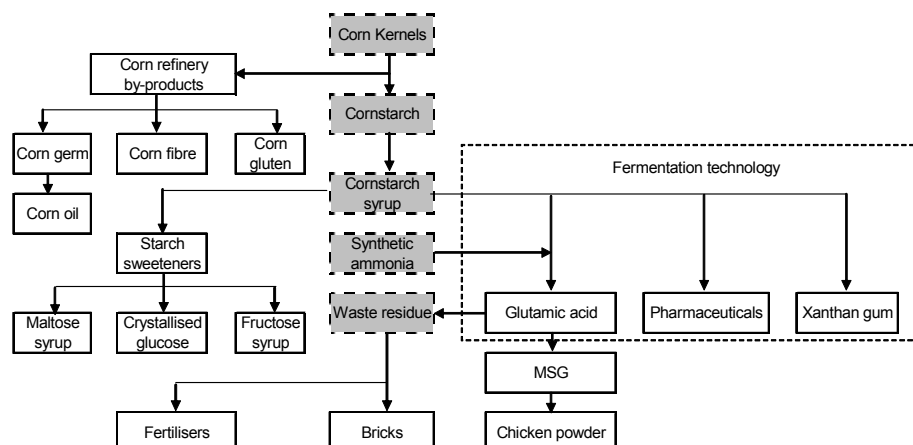 Corn Kernels
Corn refinery
by-products
Cornstarch
Corn germ
Corn fibre
Corn
gluten
Fermentation technology
Cornstarch
syrup
Corn oil
Starch
sweeteners
Synthetic
ammonia
Maltose
syrup
Crystallised
glucose
Fructose
syrup
Waste residue
Glutamic acid
Pharmaceuticals
Xanthan gum
MSG
Fertilisers
Bricks
Chicken powder